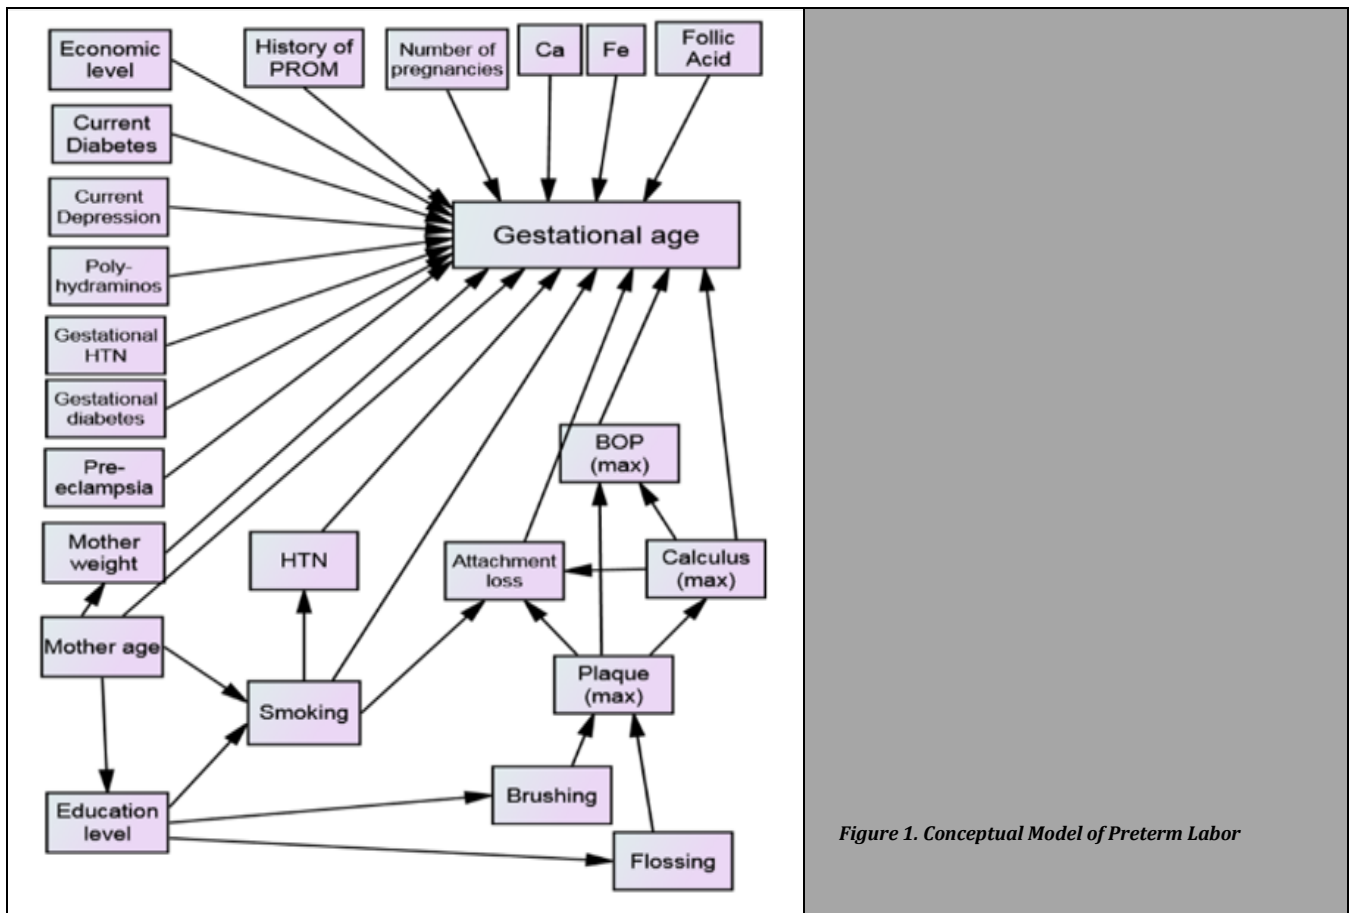 Economic
level
History of
PROM
Number of
pregnancies
Ca
Fe
Follic
Acid
Current
Diabetes
Current
Depression
Gestational age
Poly-
hydraminos
Gestational
HTN
Gestational
diabetes
Pre-
eclampsia
BOP
(max)
Mother
weight
HTN
Attachment
loss
Calculus
(max)
Mother age
Plaque
(max)
Smoking
Education
level
Brushing
Flossing
Figure 1. Conceptual Model of Preterm Labor